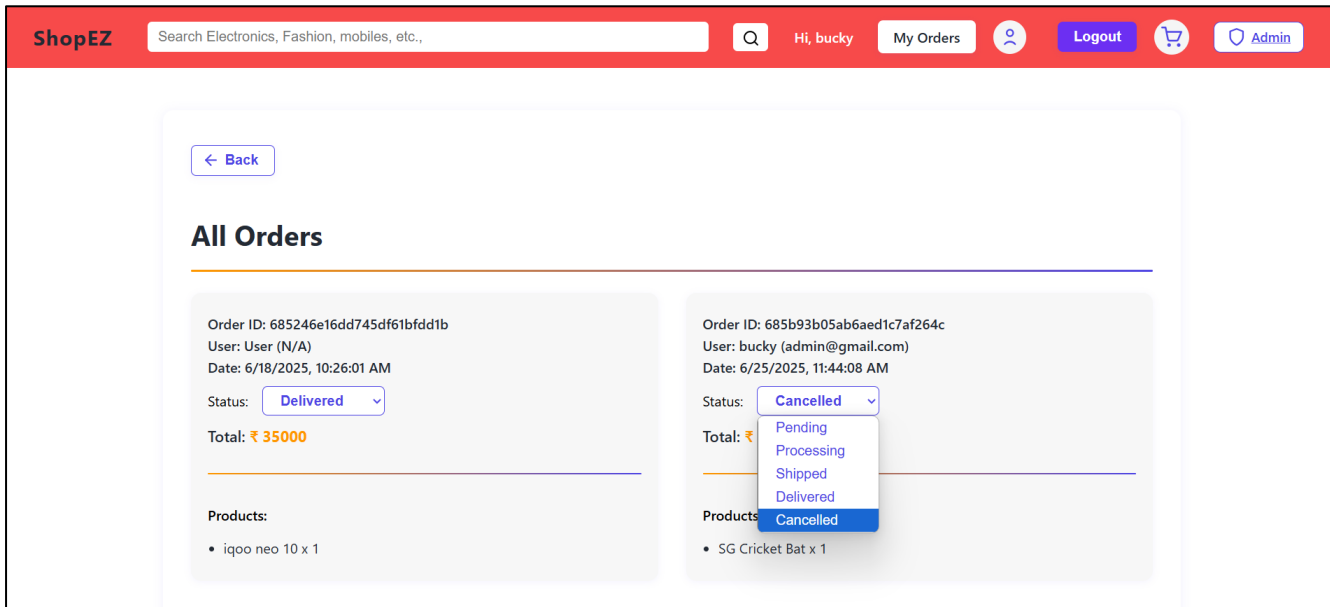 ShopEZ
Search Electronics, Fashion, mobiles, etc.,
Hi, bucky
My Orders
Logout
Admin
Back
All Orders
Order ID: 685246e16dd745df61bfdd1b
User: User (N/A)
Date: 6/18/2025, 10:26:01 AM
Status: Delivered
Total: ₹ 35000
Products:
• iqoo neo 10 x 1
Order ID: 685b93b05ab6aed1c7af264c
User: bucky (admin@gmail.com)
Date: 6/25/2025, 11:44:08 AM
Status: Cancelled
Pending
Total: ₹
Processing
Shipped
Delivered
Cancelled
Products
• SG Cricket Bat x 1